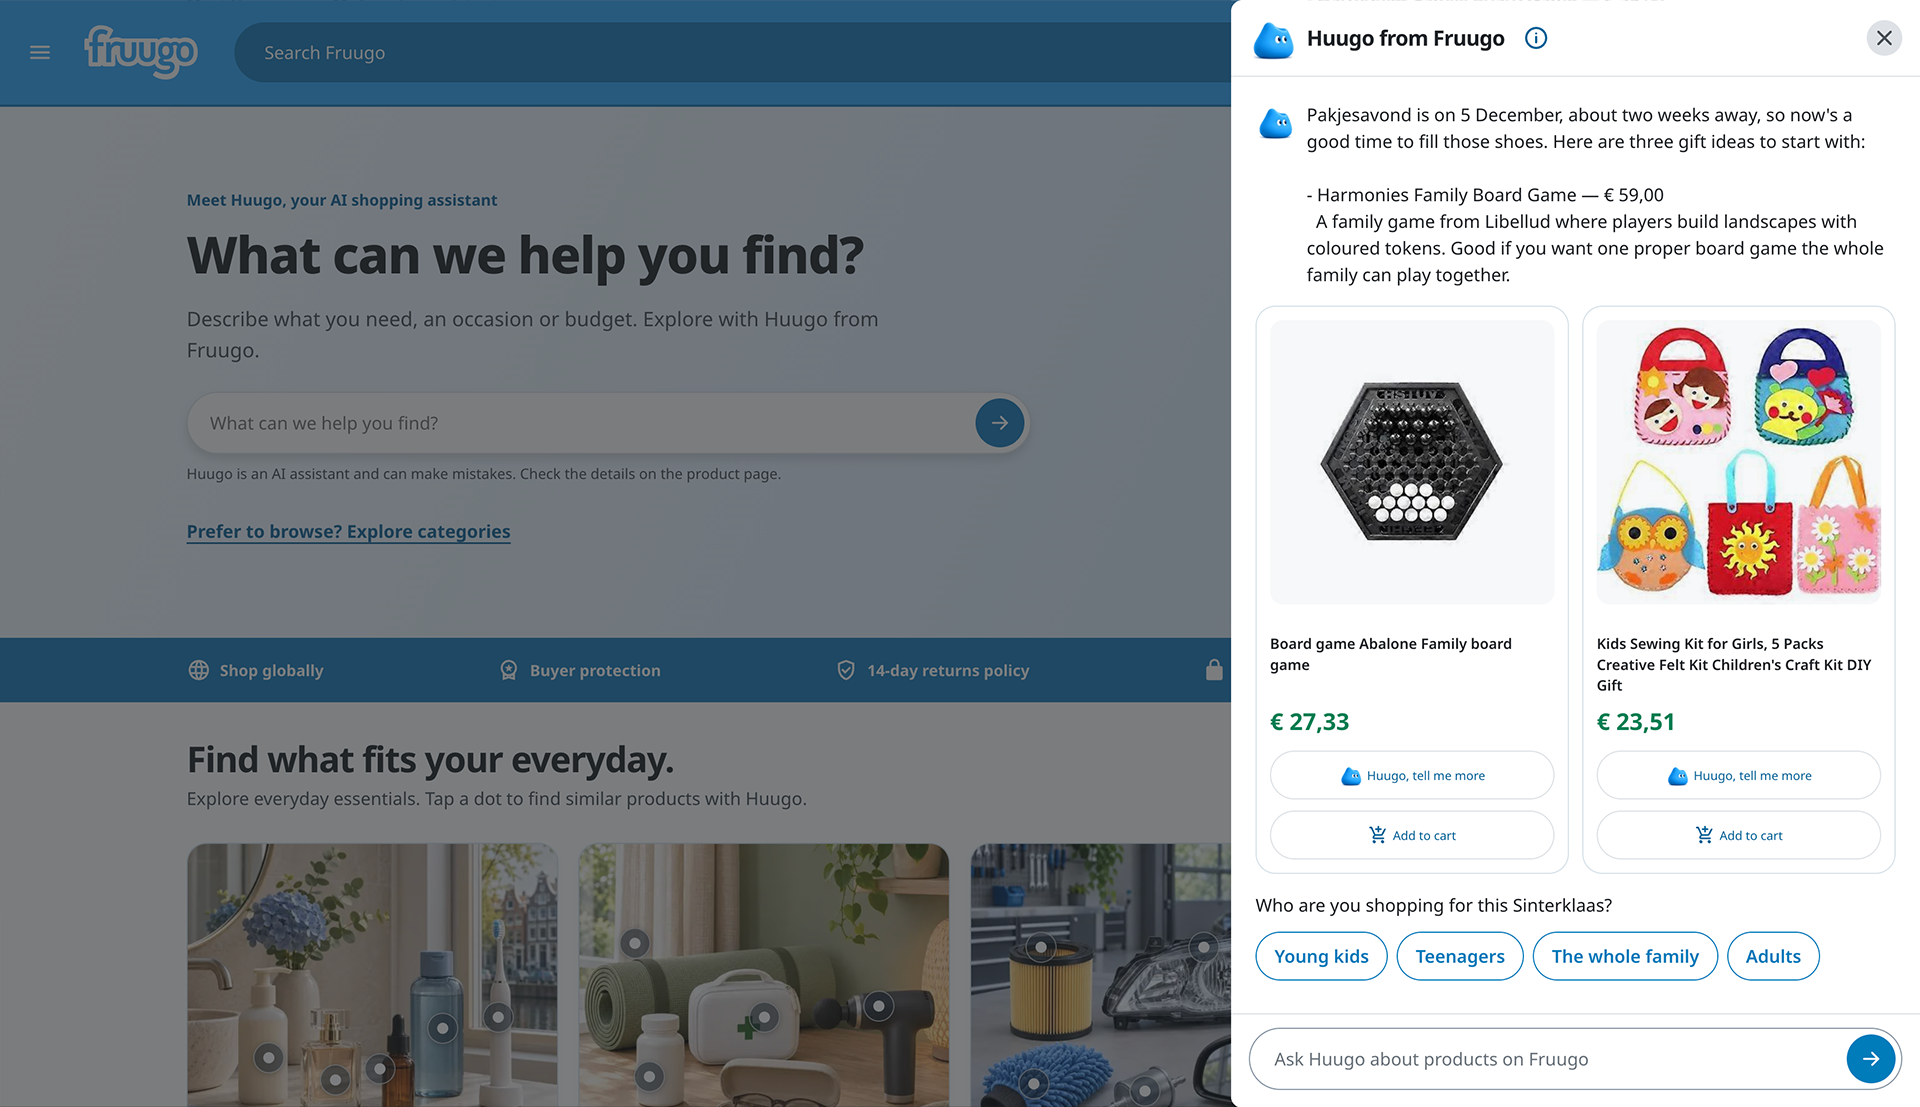 fruugo
Search Fruugo
Meet Huugo, your AI shopping assistant
What can we help you find?
Describe what you need, an occasion or budget. Explore with Huugo from
Fruugo.
What can we help you find?
Huugo is an AI assistant and can make mistakes. Check the details on the product page.
Prefer to browse? Explore categories
Shop globally
Buyer protection
14-day returns policy
Find what fits your everyday.
Explore everyday essentials. Tap a dot to find similar products with Huugo.
Huugo from Fruugo
Pakjesavond is on 5 December, about two weeks away, so now's a
good time to fill those shoes. Here are three gift ideas to start with:
- Harmonies Family Board Game — € 59,00
A family game from Libellud where players build landscapes with
coloured tokens. Good if you want one proper board game the whole
family can play together.
Board game Abalone Family board
game
€ 27,33
Huugo, tell me more
Add to cart
Kids Sewing Kit for Girls, 5 Packs
Creative Felt Kit Children's Craft Kit DIY
Gift
€ 23,51
Huugo, tell me more
Add to cart
Who are you shopping for this Sinterklaas?
Young kids
Teenagers
The whole family
Adults
Ask Huugo about products on Fruugo